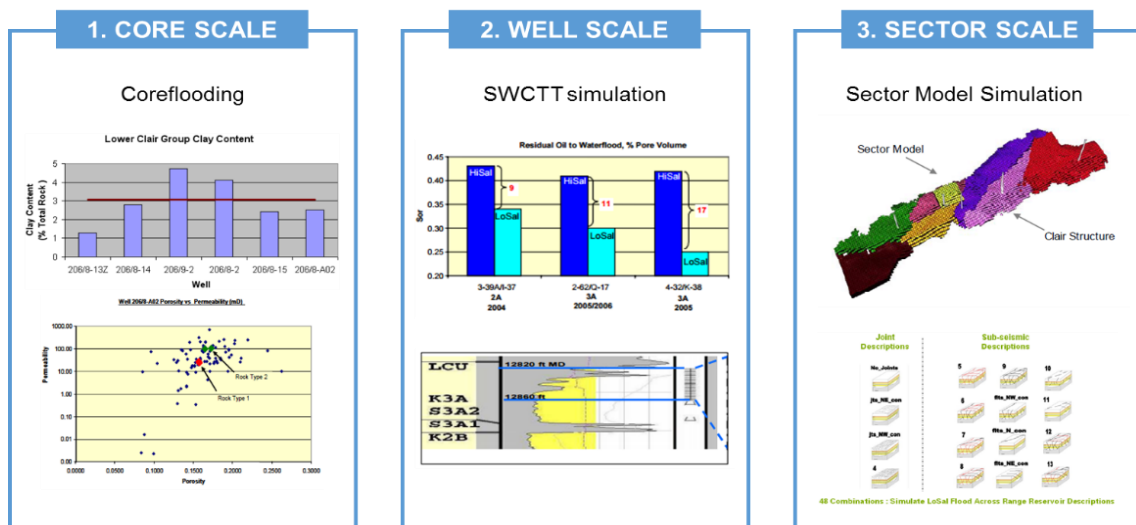 1. CORE SCALE
Coreflooding
Lower Clair Group Clay Content
Clay Content
(% Total Rock)
5
4
3
2
1
0
206/8-13Z 206/8-14 206/9-2 206/8-2 206/8-15 206/8-A02
Well
Well 206/8-A02 Porosity vs Permeability (mD)
Permeability
1000.00
100.00
10.00
1.00
0.10
0.01
0.00
Rock Type 2
Rock Type 1
0.0000 0.0500 0.1000 0.1500 0.2000 0.2500 0.3000
Porosity
2. WELL SCALE
SWCTT simulation
Residual Oil to Waterflood, % Pore Volume
Sor
0.45
0.40
0.35
0.30
0.25
0.20
HiSal
9
LoSal
HiSal
11
LoSal
HiSal
17
LoSal
3-39A/I-37 2-62/Q-17 4-32/K-38
2A 3A 3A
2004 2005/2006 2005
LCU
12820 ft MD
K3A
12860 ft
S3A2
S3A1
K2B
3. SECTOR SCALE
Sector Model Simulation
Sector Model
Clair Structure
Joint
Descriptions
No_Joints
jts_NE_con
jts_NW_con
4
Sub-seismic
Descriptions
5 9 10
6 flts_NW_con 11
7 flts_N_con 12
8 flts_NE_con 13
48 Combinations : Simulate LoSal Flood Across Range Reservoir Descriptions